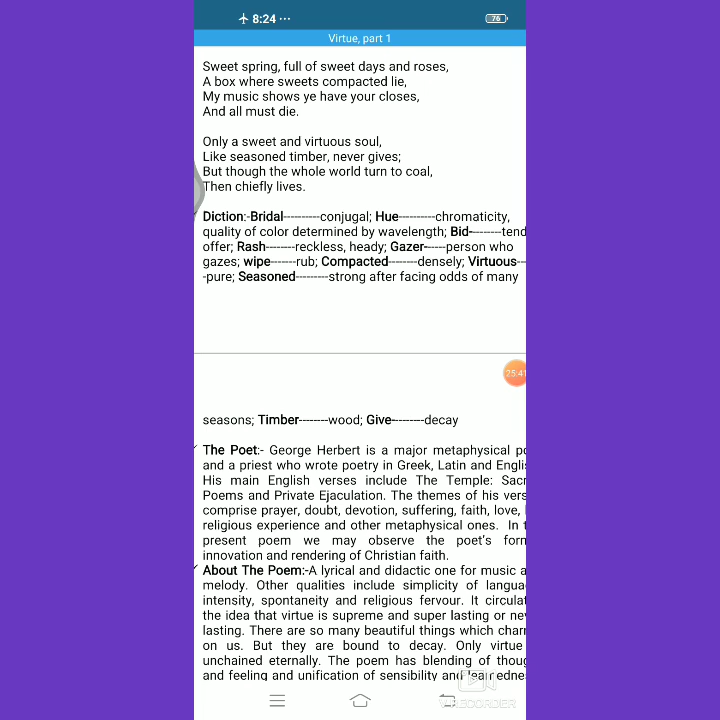 8:24 ···
76
Virtue, part 1
Sweet spring, full of sweet days and roses,
A box where sweets compacted lie,
My music shows ye have your closes,
And all must die.
Only a sweet and virtuous soul,
Like seasoned timber, never gives;
But though the whole world turn to coal,
Then chiefly lives.
Diction:-Bridal----------conjugal; Hue----------chromaticity,
quality of color determined by wavelength; Bid--------tend
offer; Rash--------reckless, heady; Gazer------person who
gazes; wipe-------rub; Compacted--------densely; Virtuous---
-pure; Seasoned---------strong after facing odds of many
25:41
seasons; Timber--------wood; Give---------decay
The Poet:- George Herbert is a major metaphysical po
and a priest who wrote poetry in Greek, Latin and Engli
His main English verses include The Temple: Sacr
Poems and Private Ejaculation. The themes of his vers
comprise prayer, doubt, devotion, suffering, faith, love,
religious experience and other metaphysical ones. In t
present poem we may observe the poet's form
innovation and rendering of Christian faith.
About The Poem:-A lyrical and didactic one for music a
melody. Other qualities include simplicity of langua
intensity, spontaneity and religious fervour. It circulat
the idea that virtue is supreme and super lasting or nev
lasting. There are so many beautiful things which char
on us. But they are bound to decay. Only virtue
unchained eternally. The poem has blending of thoug
and feeling and unification of sensibility and learnedne
VRECORDER